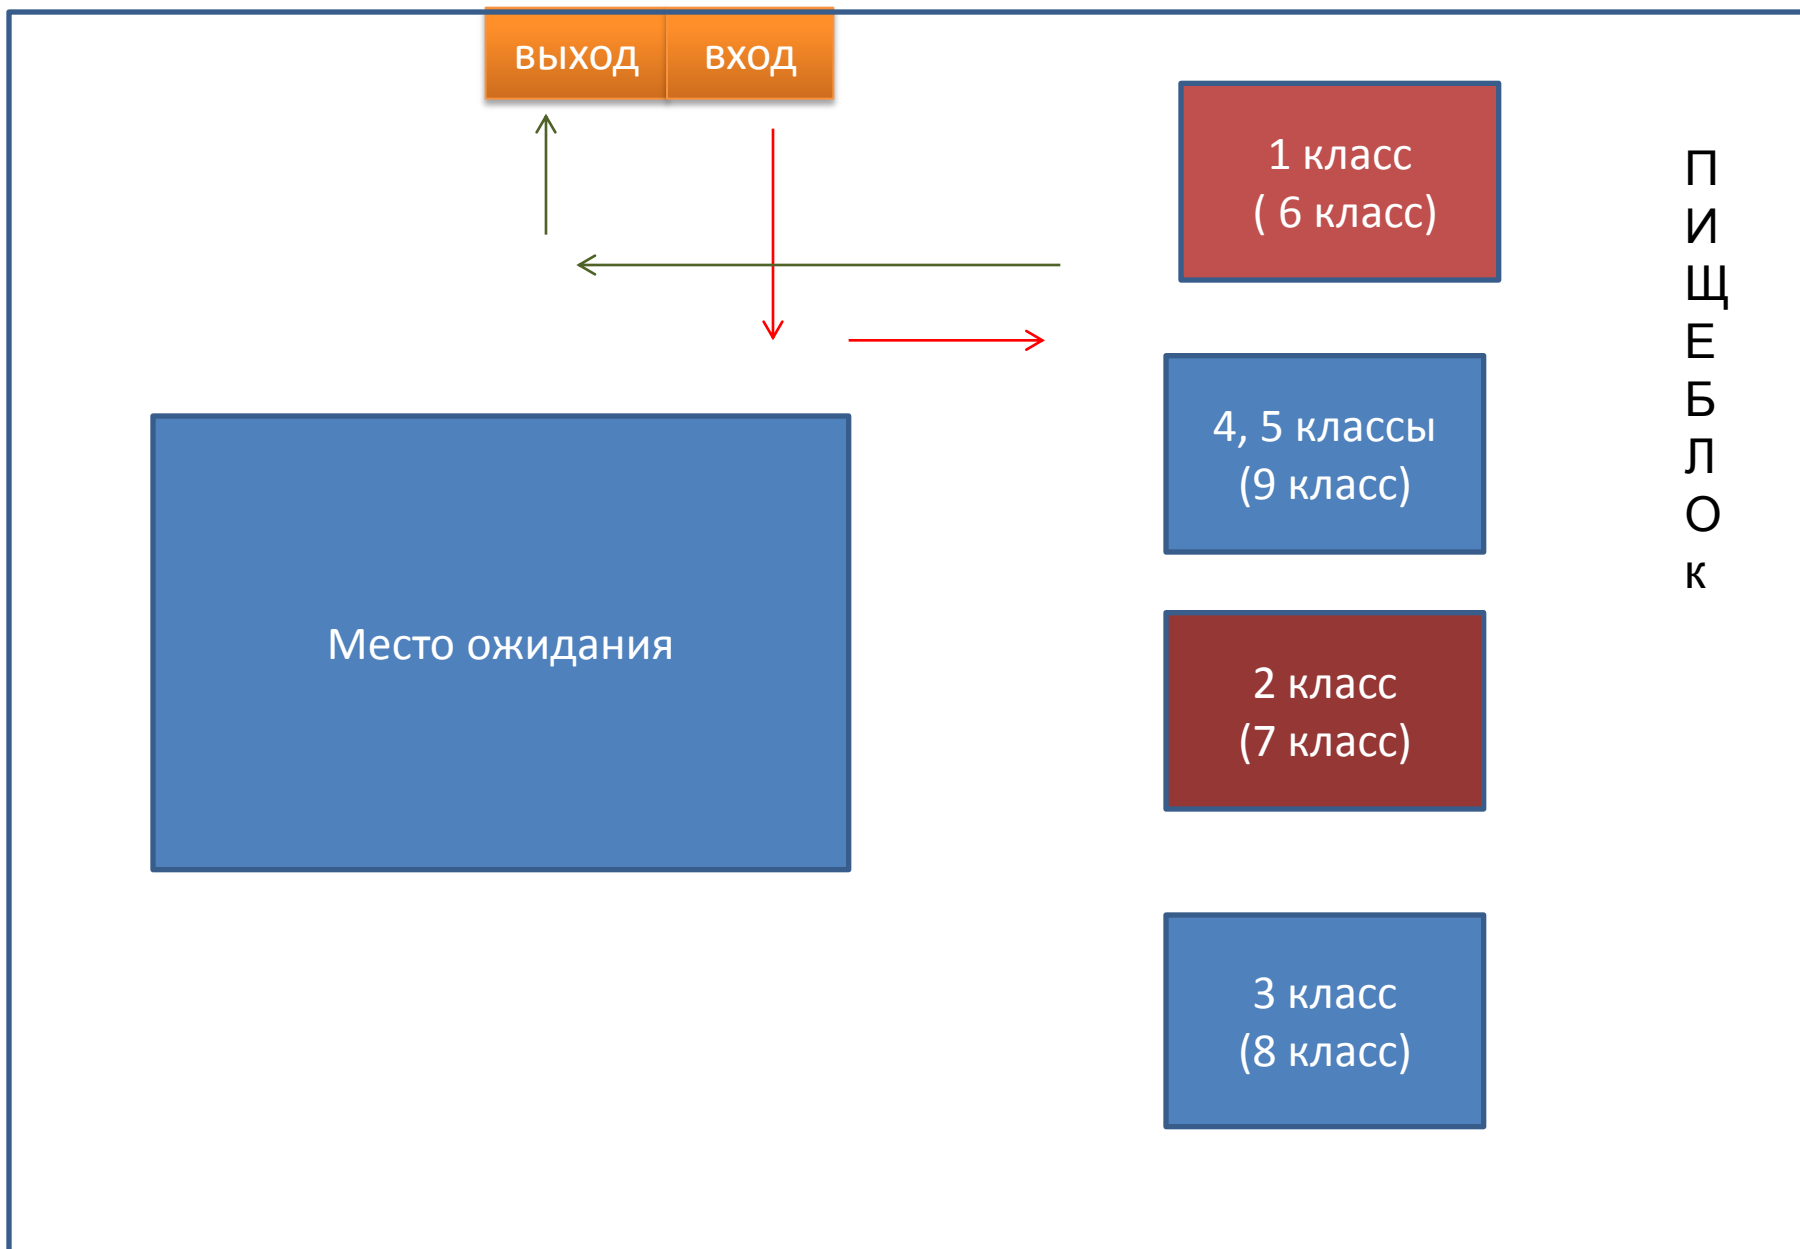 выход
вход
1 класс
( 6 класс)
4, 5 классы
(9 класс)
Место ожидания
2 класс
(7 класс)
3 класс
(8 класс)
П
И
Щ
Е
Б
Л
О
к